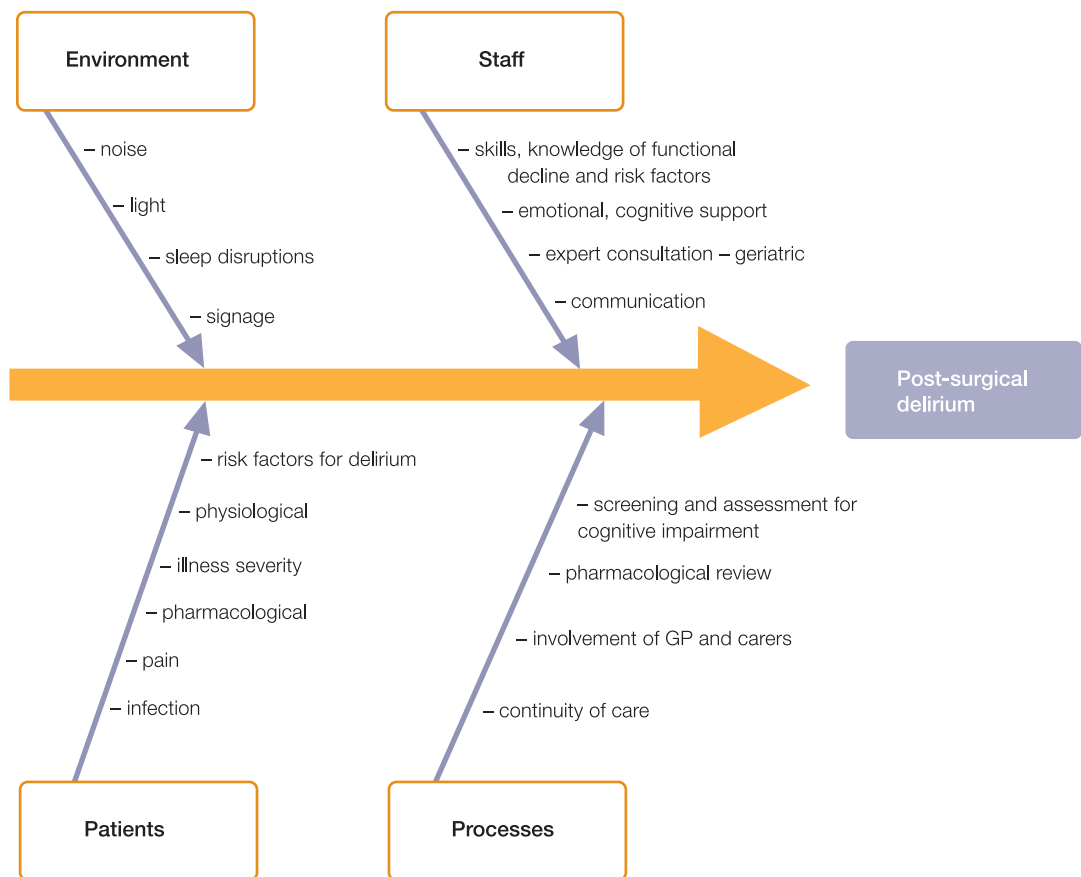 Environment
– noise
– light
– sleep disruptions
– signage
Staff
– skills, knowledge of functional
decline and risk factors
– emotional, cognitive support
– expert consultation – geriatric
– communication
Post-surgical
delirium
– risk factors for delirium
– physiological
– illness severity
– pharmacological
– pain
– infection
Patients
– screening and assessment for
cognitive impairment
– pharmacological review
– involvement of GP and carers
– continuity of care
Processes